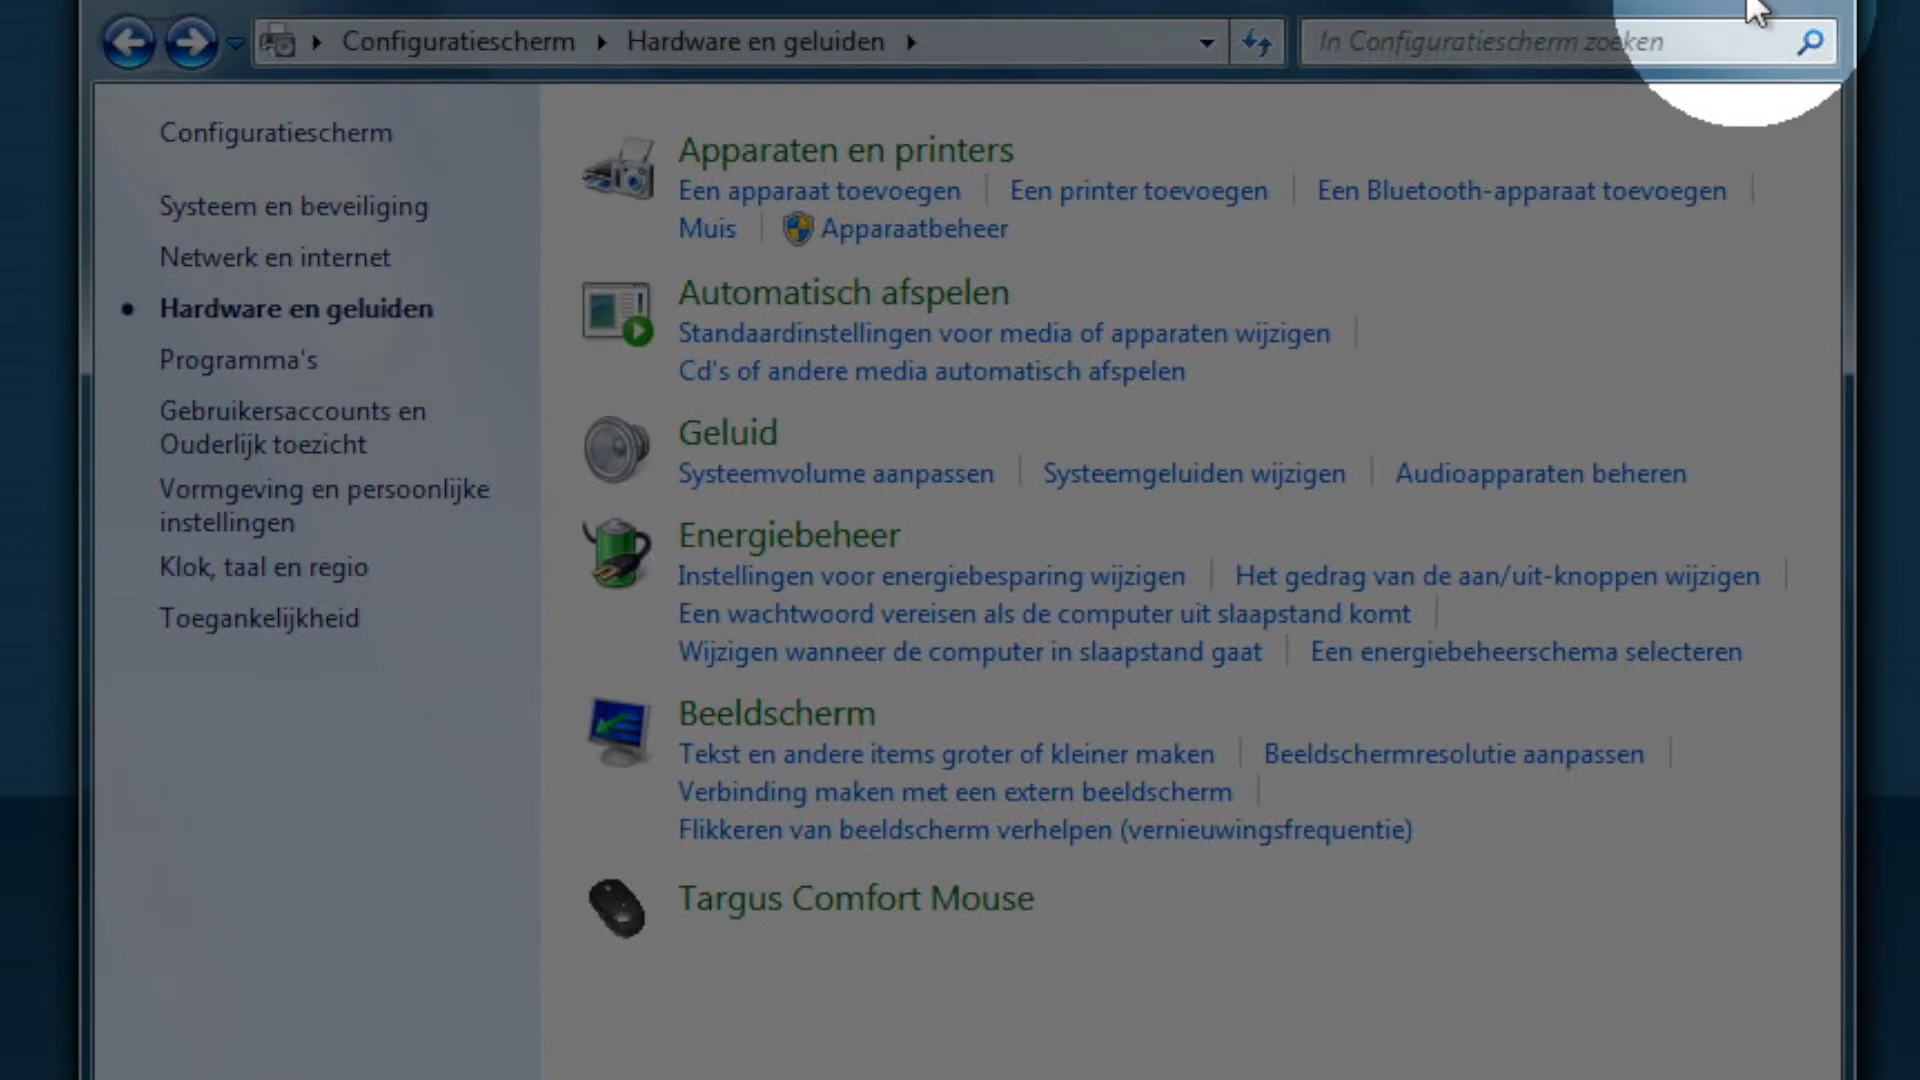 Configuratiescherm Hardware en geluiden In Configuratiescherm zoeken
Configuratiescherm
Systeem en beveiliging
Netwerk en internet
Hardware en geluiden
Programma's
Gebruikersaccounts en
Ouderlijk toezicht
Vormgeving en persoonlijke
instellingen
Klok, taal en regio
Toegankelijkheid
Apparaten en printers
Een apparaat toevoegen Een printer toevoegen Een Bluetooth-apparaat toevoegen
Muis Apparaatbeheer
Automatisch afspelen
Standaardinstellingen voor media of apparaten wijzigen
Cd's of andere media automatisch afspelen
Geluid
Systeemvolume aanpassen Systeemgeluiden wijzigen Audioapparaten beheren
Energiebeheer
Instellingen voor energiebesparing wijzigen Het gedrag van de aan/uit-knoppen wijzigen
Een wachtwoord vereisen als de computer uit slaapstand komt
Wijzigen wanneer de computer in slaapstand gaat Een energiebeheerschema selecteren
Beeldscherm
Tekst en andere items groter of kleiner maken Beeldschermresolutie aanpassen
Verbinding maken met een extern beeldscherm
Flikkeren van beeldscherm verhelpen (vernieuwingsfrequentie)
Targus Comfort Mouse